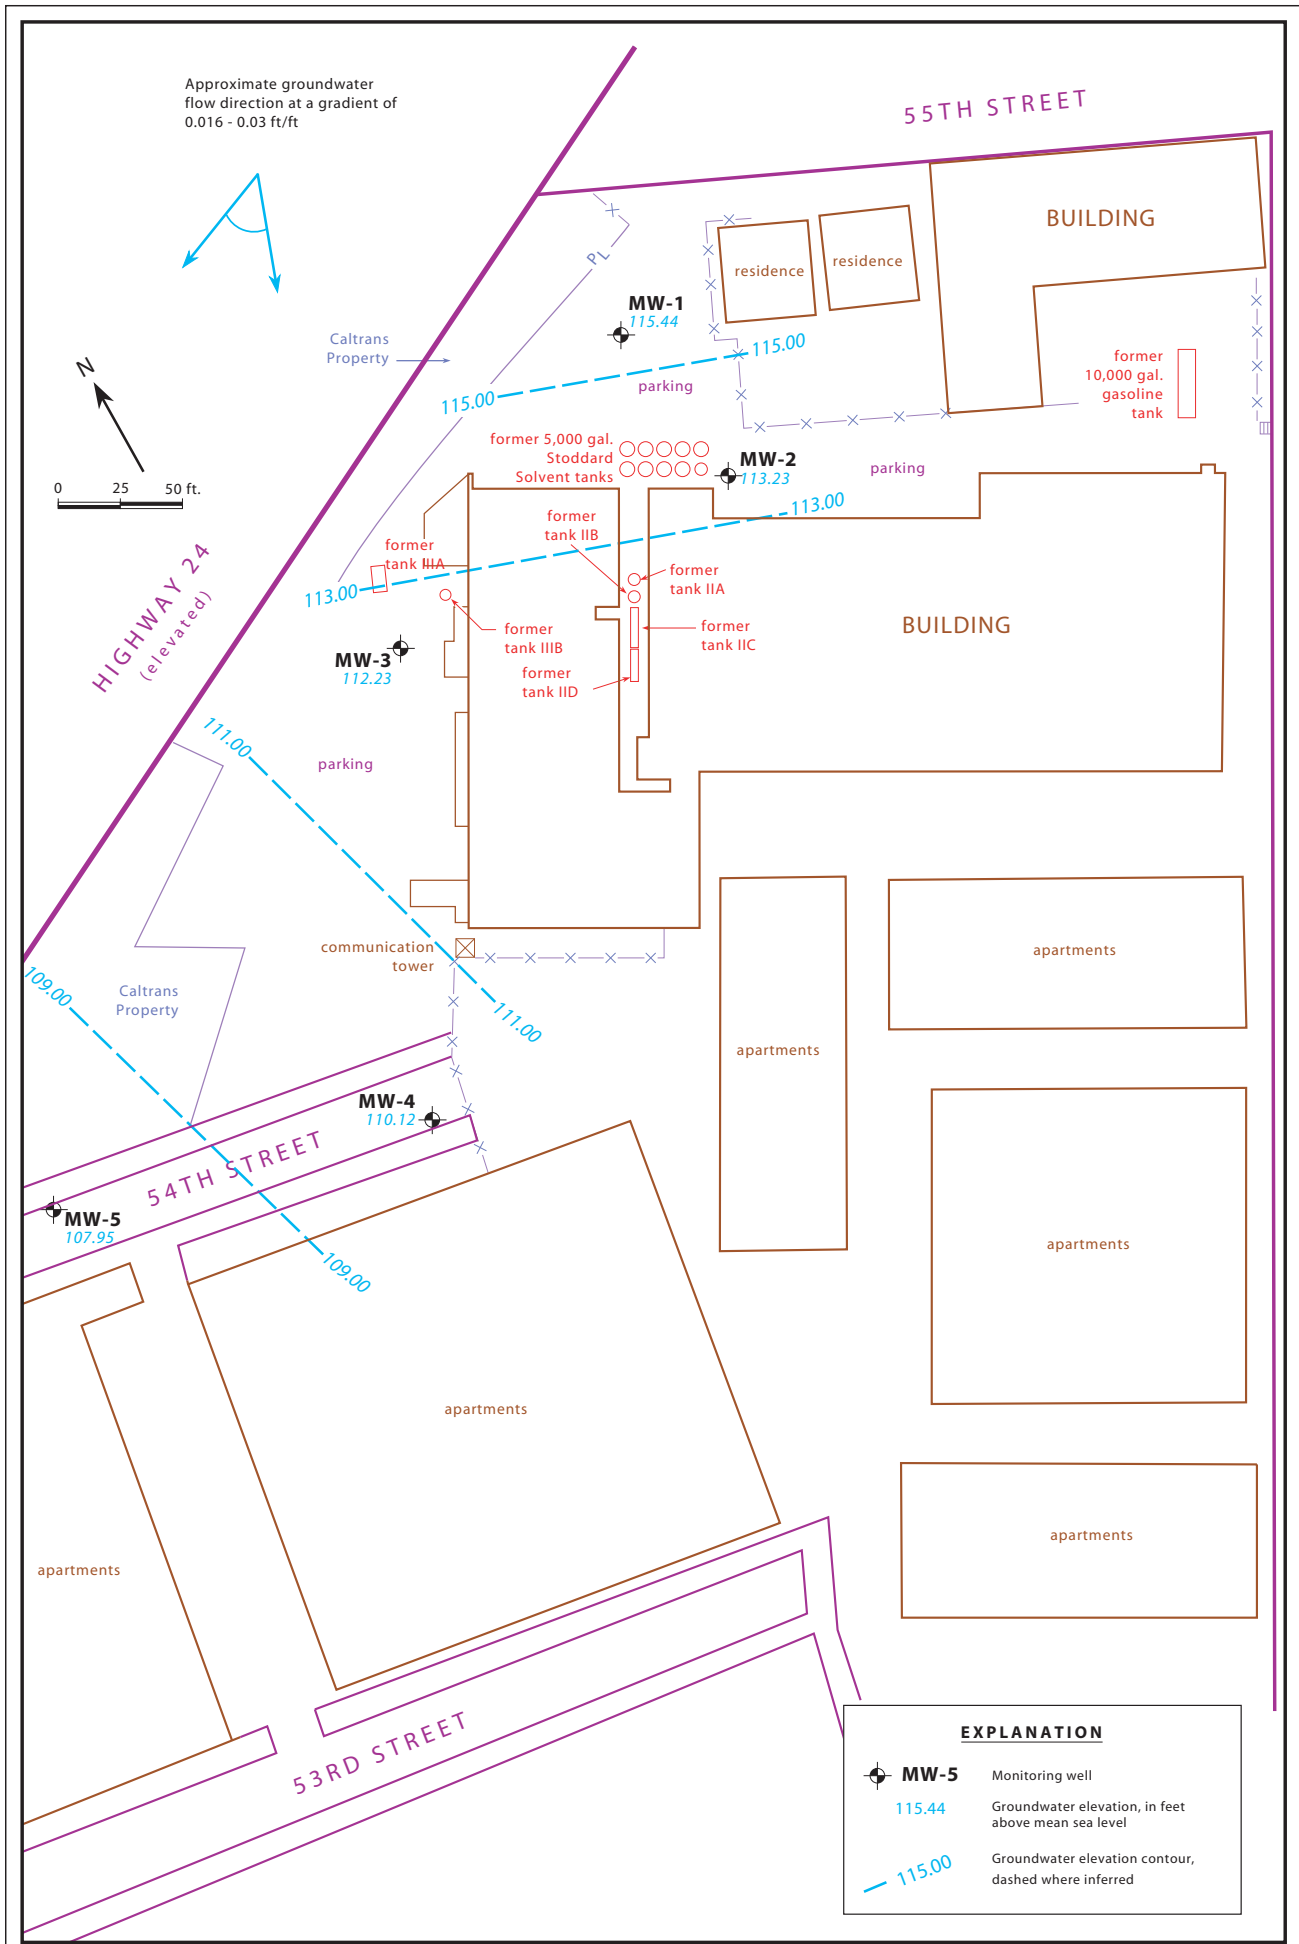 Approximate groundwater
flow direction at a gradient of
0.016 - 0.03 ft/ft
55TH STREET
BUILDING
residence
residence
PL
MW-1
115.44
Caltrans
Property
115.00
115.00
parking
former
10,000 gal.
gasoline
tank
N
0 25 50 ft.
former 5,000 gal.
Stoddard
Solvent tanks
MW-2
113.23
parking
113.00
113.00
former
tank IIB
former
tank IIIA
former
tank IIA
HIGHWAY 24
(elevated)
former
tank IIIB
former
tank IIC
BUILDING
MW-3
112.23
former
tank IID
111.00
parking
communication
tower
111.00
109.00
Caltrans
Property
apartments
apartments
MW-4
110.12
54TH STREET
MW-5
107.95
109.00
apartments
apartments
apartments
apartments
53RD STREET
EXPLANATION
MW-5 Monitoring well
115.44 Groundwater elevation, in feet
above mean sea level
115.00 Groundwater elevation contour,
dashed where inferred